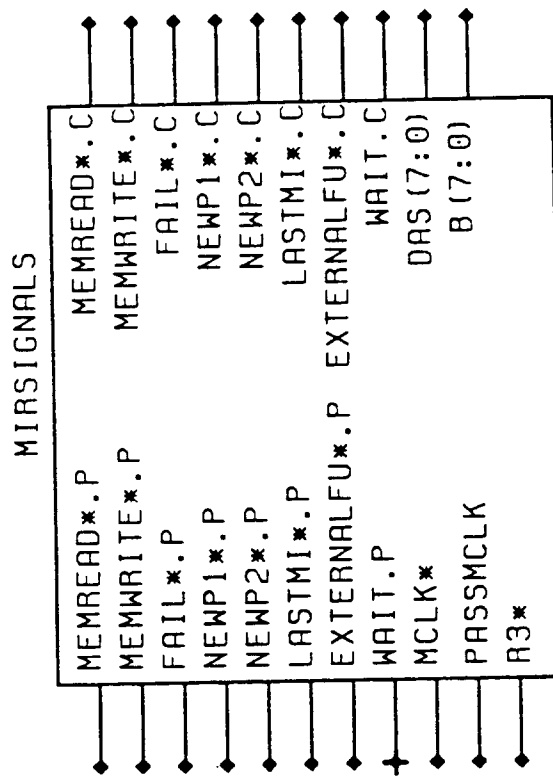 MIRSIGNALS
MEMREAD*.P MEMREAD*.C
MEMWRITE*.P MEMWRITE*.C
FAIL*.P FAIL*.C
NEWP1*.P NEWP1*.C
NEWP2*.P NEWP2*.C
LASTMI*.P LASTMI*.C
EXTERNALFU*.P EXTERNALFU*.C
WAIT.P WAIT.C
MCLK* DAS(7:0)
PASSMCLK B(7:0)
R3*